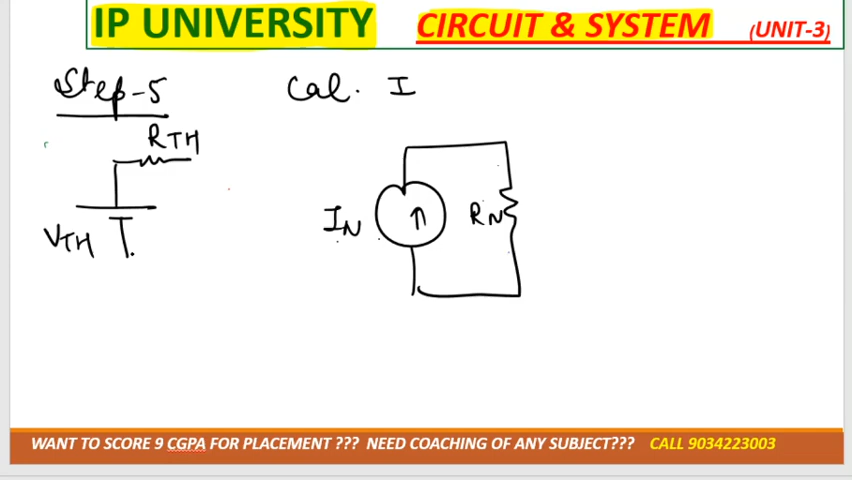 IP UNIVERSITY CIRCUIT & SYSTEM (UNIT-3)
Step-5 Cal. I
RTH
VTH
IN
RN
WANT TO SCORE 9 CGPA FOR PLACEMENT ??? NEED COACHING OF ANY SUBJECT??? CALL 9034223003